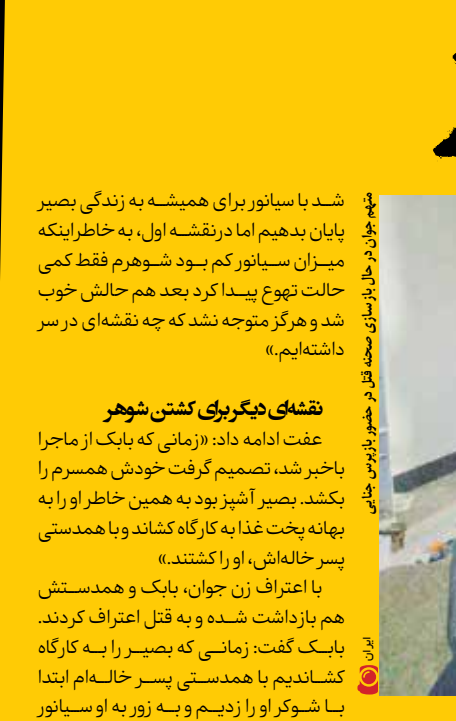 شد با سیانور برای همیشه به زندگی بصیر
پایان بدهیم اما درنقشه اول، به خاطراینکه
میزان سیانور کم بود شوهرم فقط کمی
حالت تهوع پیدا کرد بعد هم حالش خوب
شد و هرگز متوجه نشد که چه نقشه‌ای در سر
داشته‌ایم.»
نقشه‌ای دیگر برای کشتن شوهر
عفت ادامه داد: «زمانی که بابک از ماجرا
باخبر شد، تصمیم گرفت خودش همسرم را
بکشد. بصیر آشپز بود به همین خاطر او را به
بهانه پخت غذا به کارگاه کشاند و با همدستی
پسر خاله‌اش، او را کشتند.»
با اعتراف زن جوان، بابک و همدستش
هم بازداشت شده و به قتل اعتراف کردند.
بابک گفت: زمانی که بصیر را به کارگاه
کشاندیم با همدستی پسر خاله‌ام ابتدا
با شوکر او را زدیم و به زور به او سیانور
متهم جوان در حال بازسازی صحنه قتل در حضور بازپرس جنایی
ایران